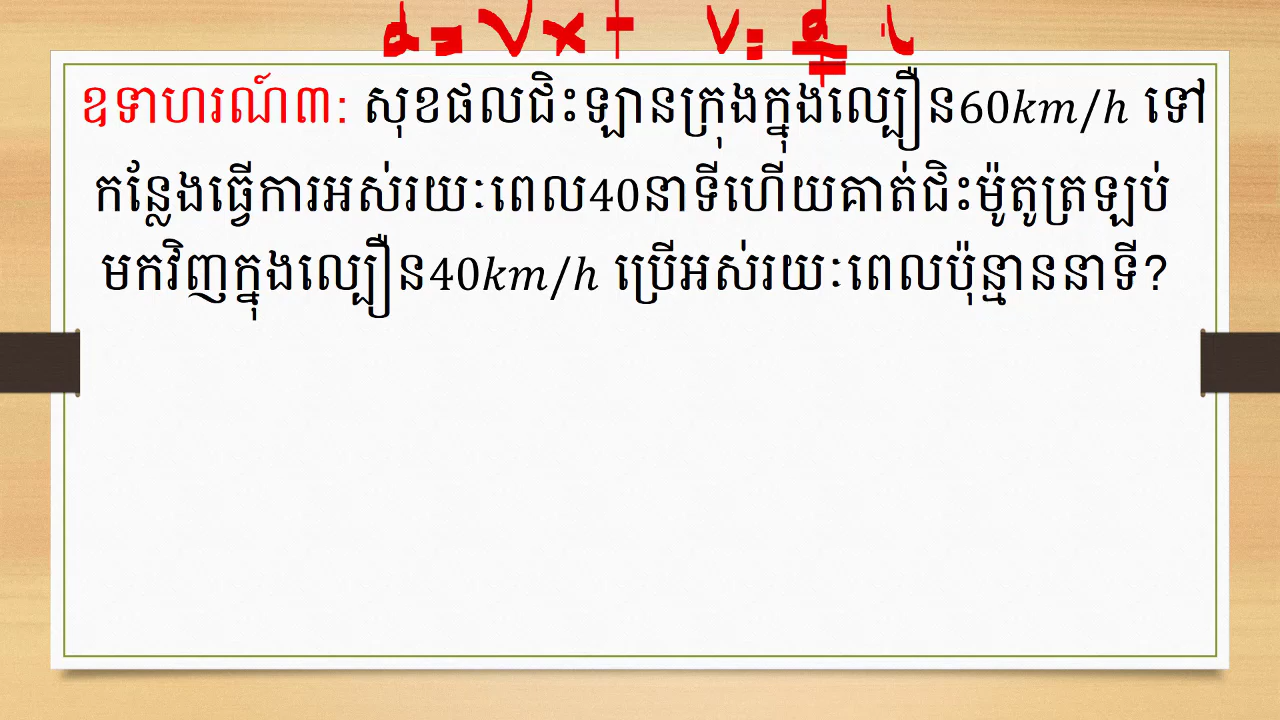 d = v x t v = d/t t
ឧទាហរណ៍៣: សុខផលជិះឡានក្រុងក្នុងល្បឿន60km/h ទៅ
កន្លែងធ្វើការអស់រយៈពេល40នាទីហើយគាត់ជិះម៉ូតូត្រឡប់
មកវិញក្នុងល្បឿន40km/h ប្រើអស់រយៈពេលប៉ុន្មាននាទី?